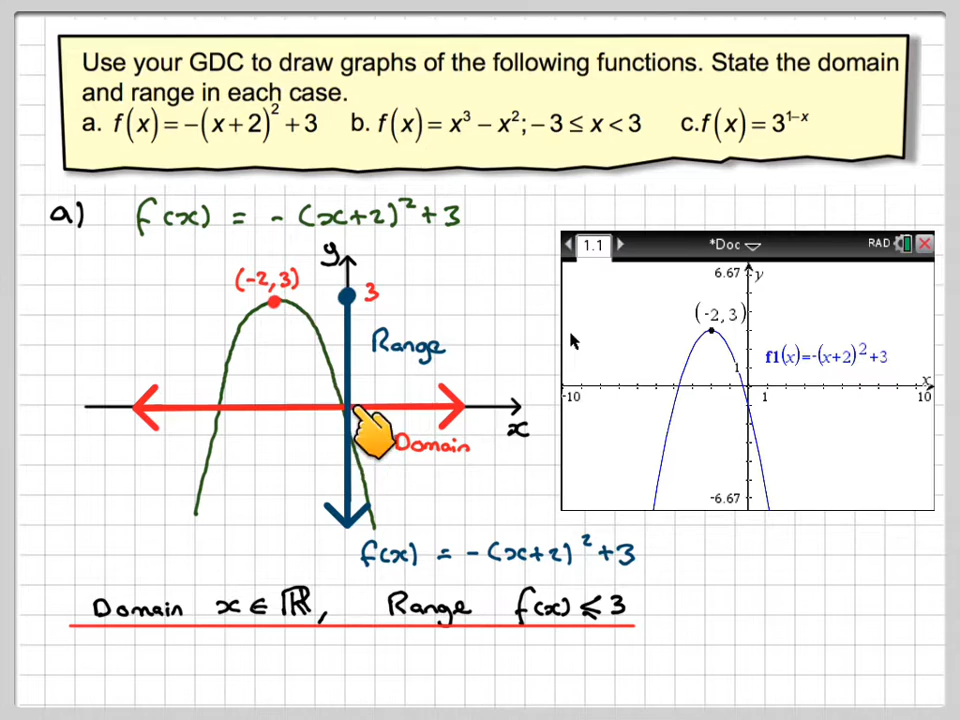 Use your GDC to draw graphs of the following functions. State the domain
and range in each case.
a. f(x) = −(x+2)² + 3 b. f(x) = x³ − x²; −3 ≤ x < 3 c. f(x) = 3¹⁻ˣ
a) f(x) = -(x+2)² + 3
y
(-2, 3)
3
Range
x
Domain
f(x) = -(x+2)² + 3
Domain x ∈ ℝ, Range f(x) ⩽ 3
1.1 *Doc RAD
6.67 y
(-2, 3)
f1(x)=-(x+2)²+3
1
x
-10 1 10
-6.67